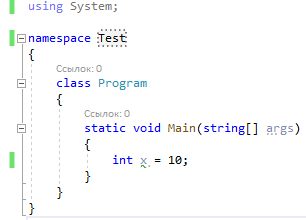 using System;
namespace Test
{
Ссылок: 0
class Program
{
Ссылок: 0
static void Main(string[] args)
{
int x = 10;
}
}
}